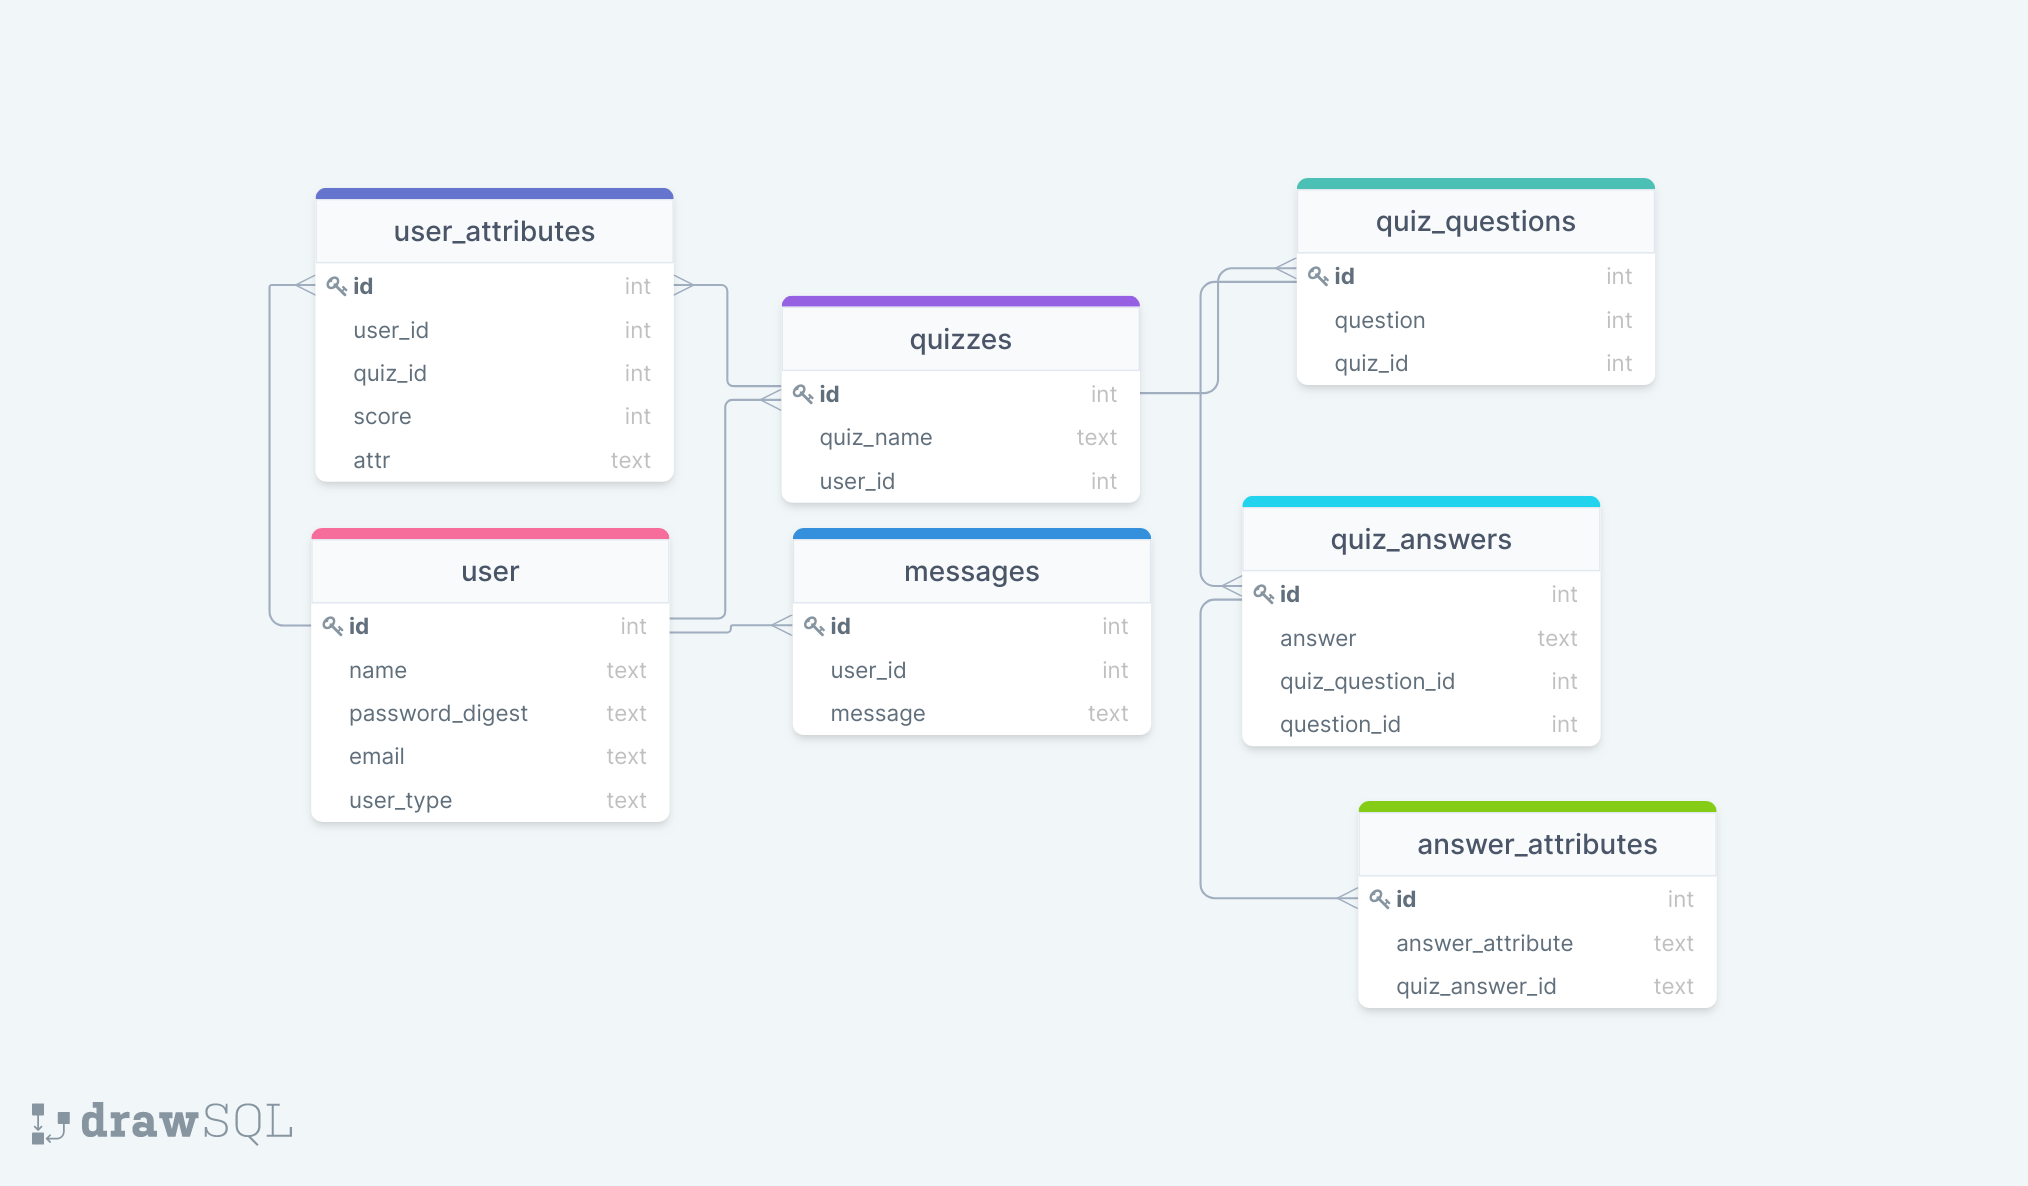 user_attributes
id int
user_id int
quiz_id int
score int
attr text
user
id int
name text
password_digest text
email text
user_type text
quizzes
id int
quiz_name text
user_id int
messages
id int
user_id int
message text
quiz_questions
id int
question int
quiz_id int
quiz_answers
id int
answer text
quiz_question_id int
question_id int
answer_attributes
id int
answer_attribute text
quiz_answer_id text
drawSQL